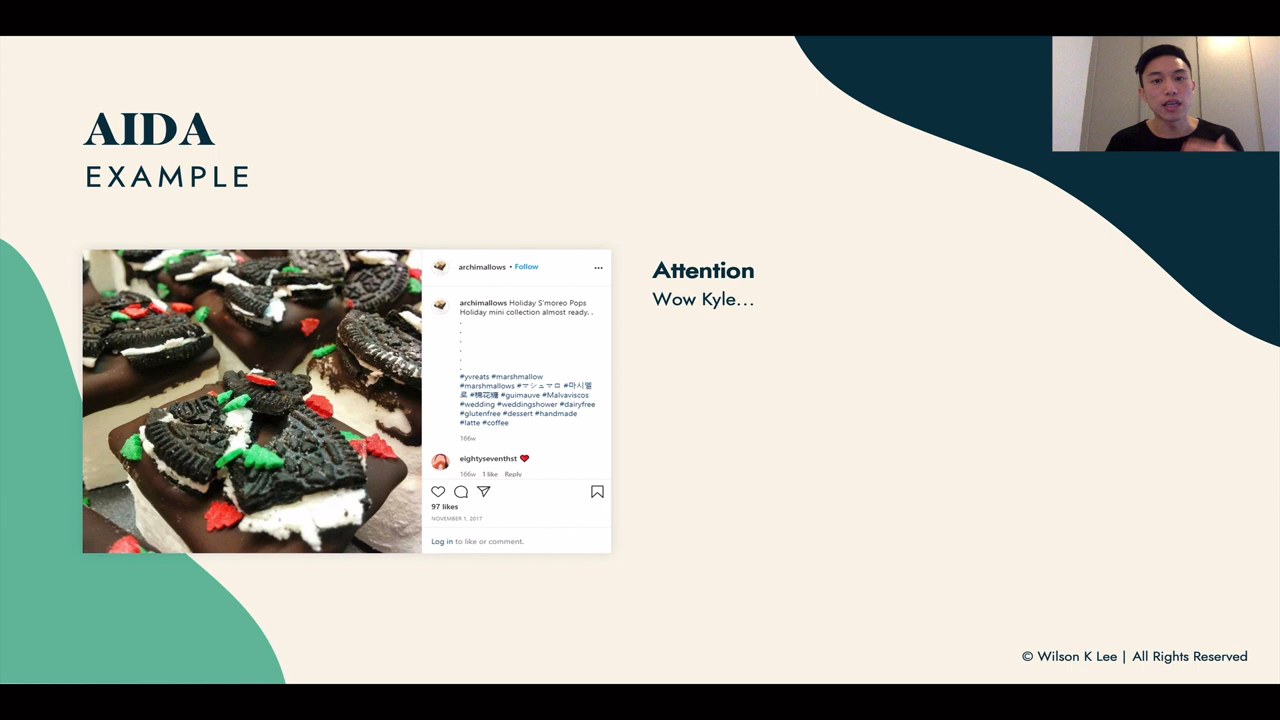 AIDA
EXAMPLE
archimallows • Follow
archimallows Holiday S'moreo Pops
Holiday mini collection almost ready. .
.
.
.
.
.
.
#yvreats #marshmallow
#marshmallows #マシュマロ #마시멜
로 #棉花糖 #guimauve #Malvaviscos
#wedding #weddingshower #dairyfree
#glutenfree #dessert #handmade
#latte #coffee
166w
eightyseventhst ❤️
166w 1 like Reply
97 likes
NOVEMBER 1, 2017
Log in to like or comment.
Attention
Wow Kyle...
© Wilson K Lee | All Rights Reserved